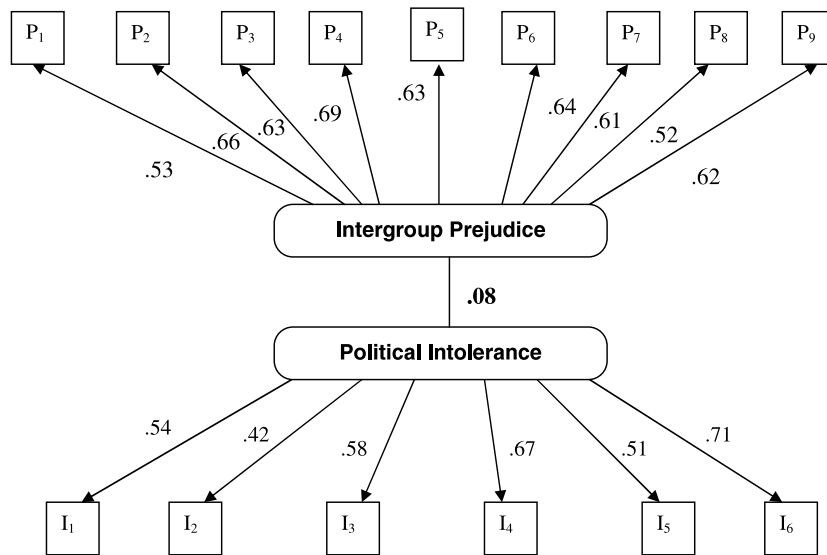 P1 P2 P3 P4 P5 P6 P7 P8 P9
.53 .66 .63 .69 .63 .64 .61 .52 .62
Intergroup Prejudice
.08
Political Intolerance
.54 .42 .58 .67 .51 .71
I1 I2 I3 I4 I5 I6